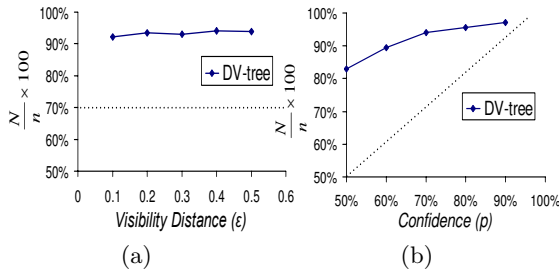 100%
90%
80%
70%
60%
50%
N/n × 100
DV-tree
0 0.1 0.2 0.3 0.4 0.5 0.6
Visibility Distance (ε)
(a)
100%
90%
80%
70%
60%
50%
N/n × 100
DV-tree
50% 60% 70% 80% 90% 100%
Confidence (p)
(b)